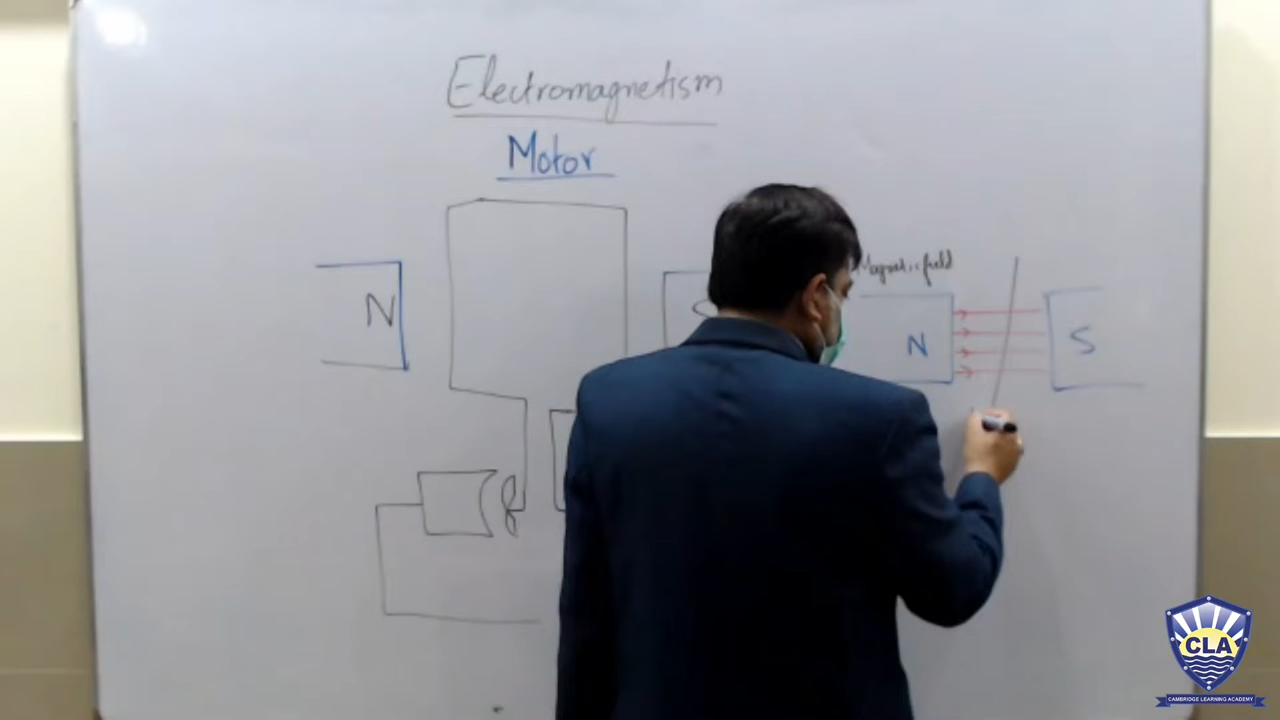 Electromagnetism
Motor
Magnetic field
N
S
N
S
CLA
CAMBRIDGE LEARNING ACADEMY